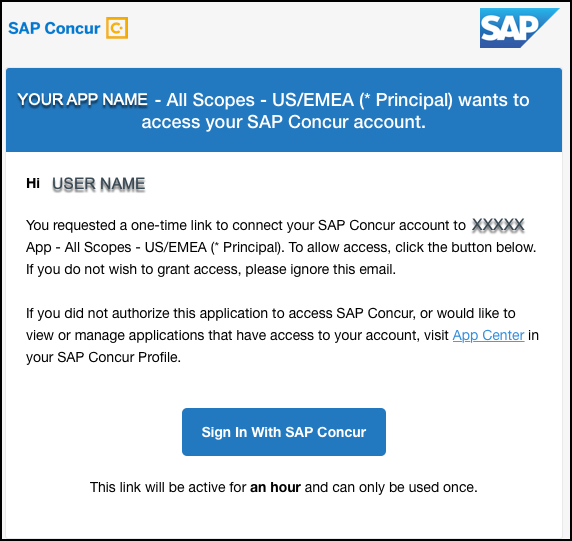 SAP Concur C.
SAP
YOUR APP NAME - All Scopes - US/EMEA (* Principal) wants to
access your SAP Concur account.
Hi USER NAME
You requested a one-time link to connect your SAP Concur account to XXXXX
App - All Scopes - US/EMEA (* Principal). To allow access, click the button below.
If you do not wish to grant access, please ignore this email.
If you did not authorize this application to access SAP Concur, or would like to
view or manage applications that have access to your account, visit App Center in
your SAP Concur Profile.
Sign In With SAP Concur
This link will be active for an hour and can only be used once.